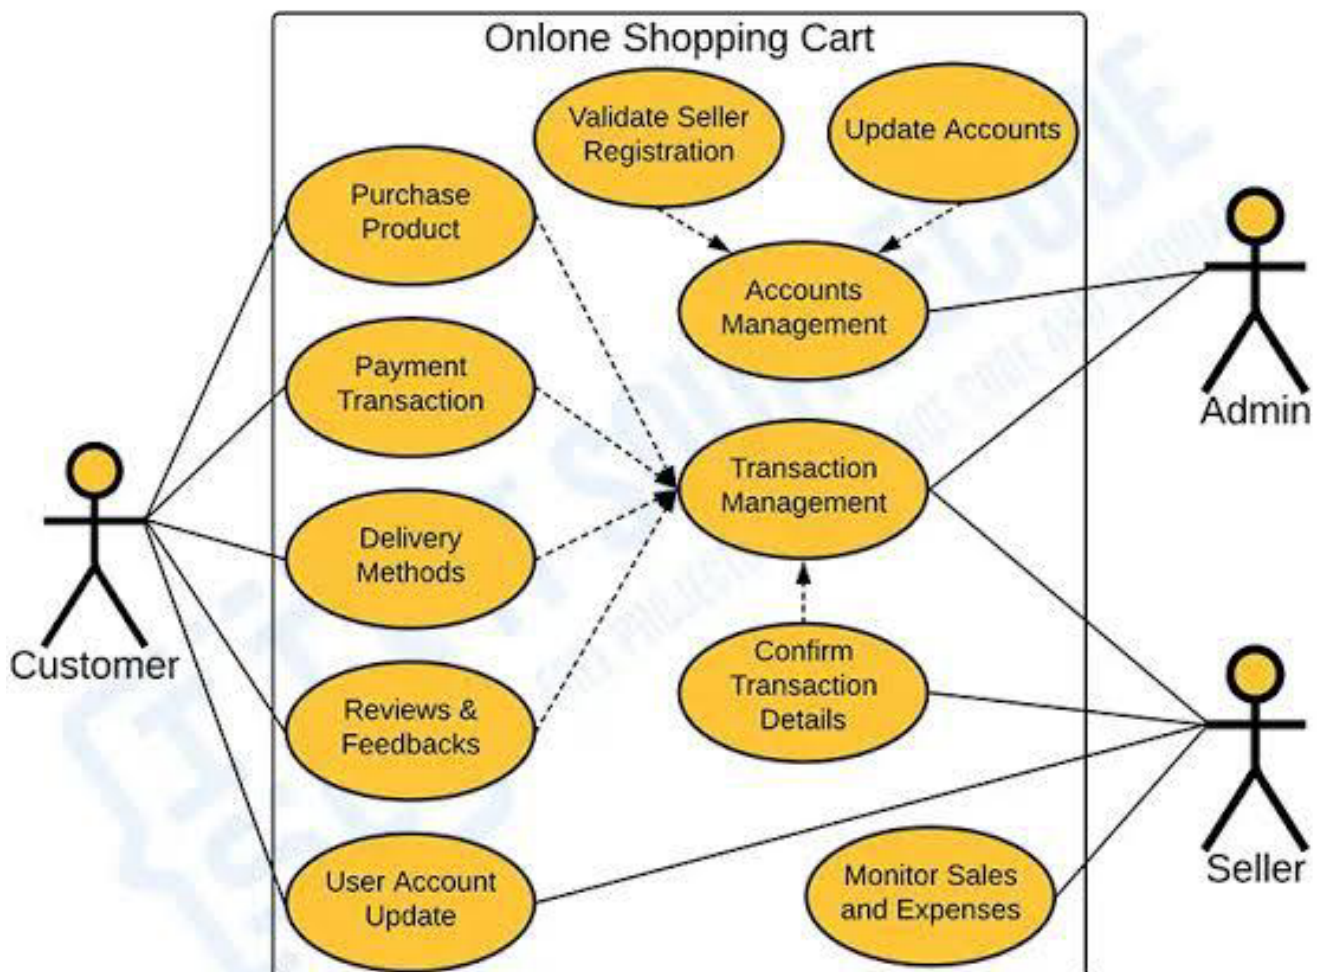 Onlone Shopping Cart
Validate Seller
Registration
Update Accounts
Purchase
Product
Accounts
Management
Payment
Transaction
Admin
Transaction
Management
Delivery
Methods
Customer
Confirm
Transaction
Details
Reviews &
Feedbacks
Seller
User Account
Update
Monitor Sales
and Expenses